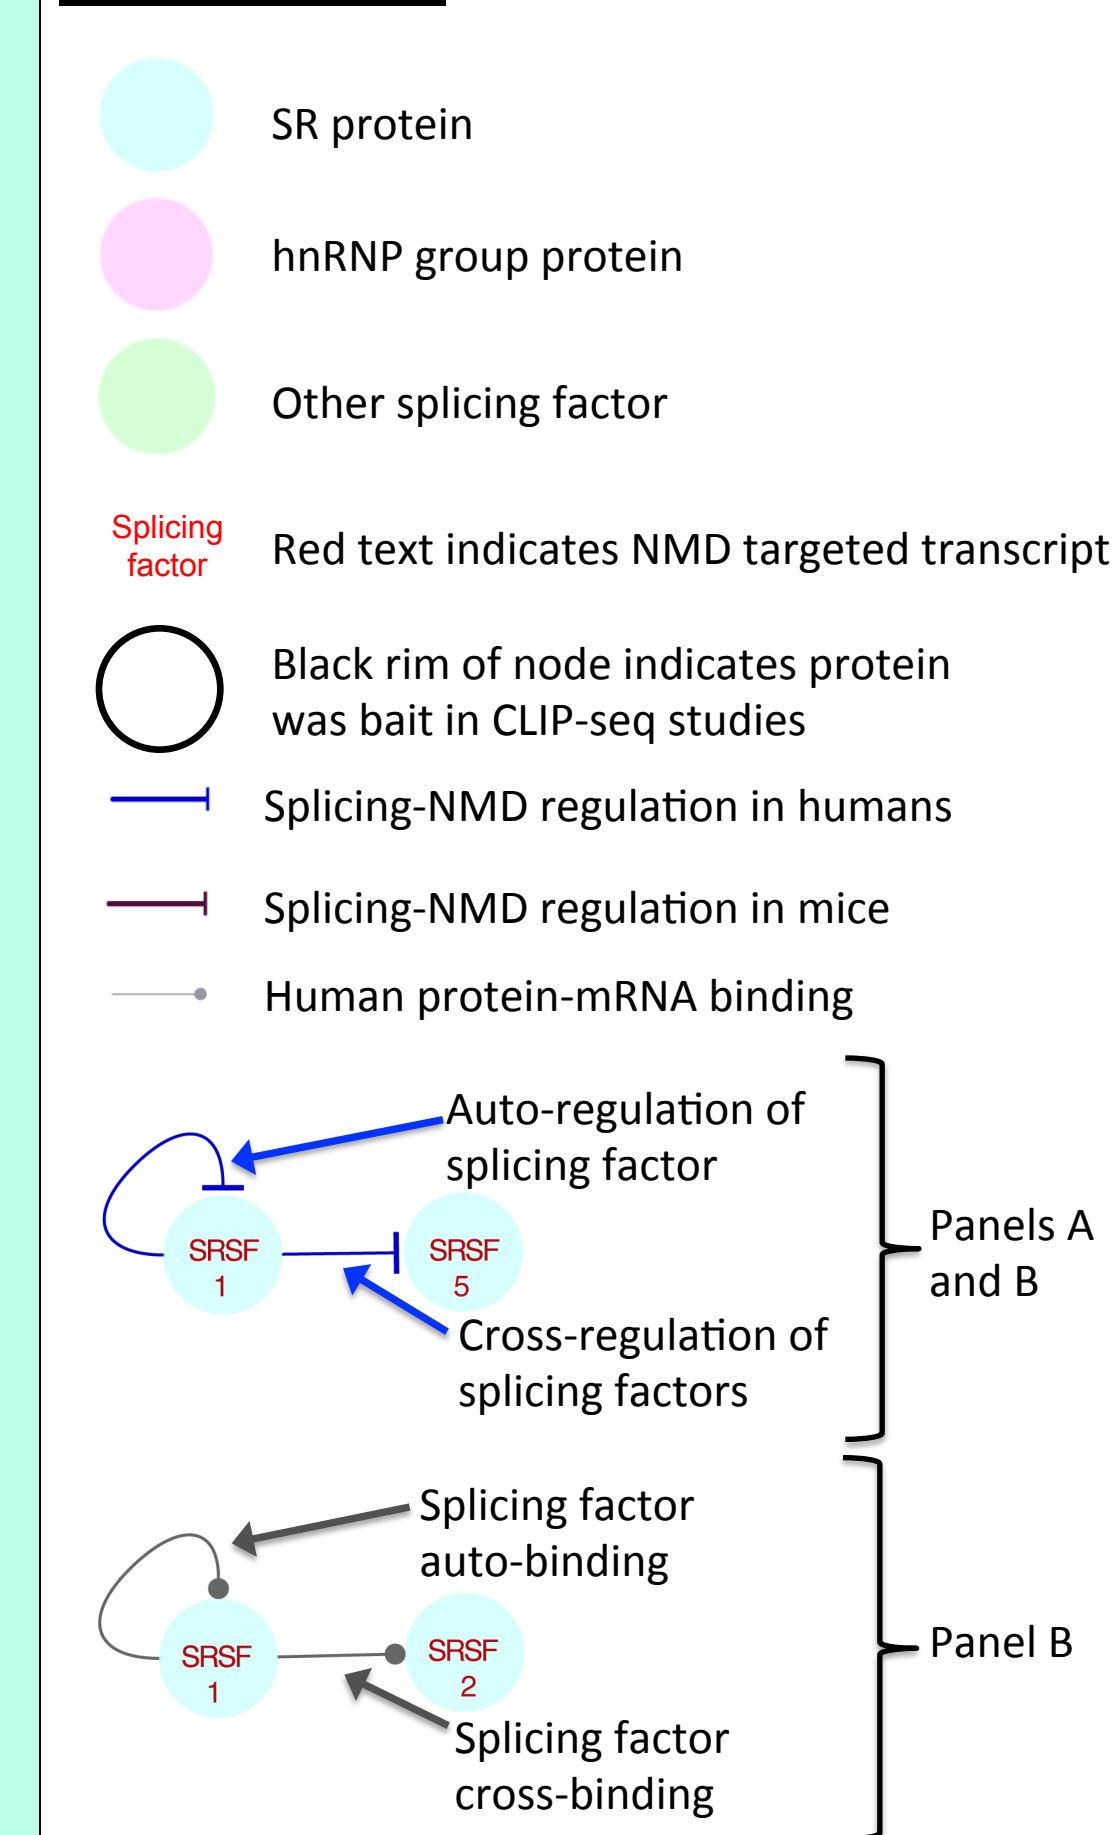 SR protein
hnRNP group protein
Other splicing factor
Splicing
factor
Red text indicates NMD targeted transcript
Black rim of node indicates protein
was bait in CLIP-seq studies
Splicing-NMD regulation in humans
Splicing-NMD regulation in mice
Human protein-mRNA binding
Auto-regulation of
splicing factor
SRSF
1
SRSF
5
Cross-regulation of
splicing factors
Panels A
and B
Splicing factor
auto-binding
SRSF
1
SRSF
2
Splicing factor
cross-binding
Panel B